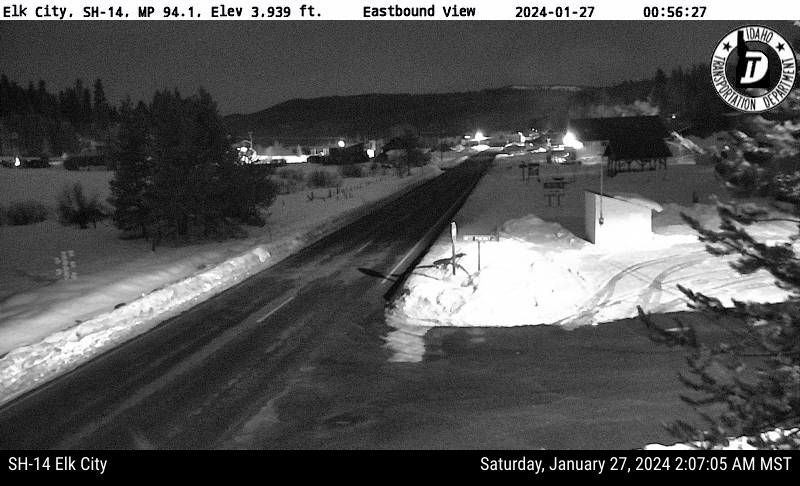 Elk City, SH-14, MP 94.1, Elev 3,939 ft. Eastbound View 2024-01-27 00:56:27
IDAHO
TRANSPORTATION DEPARTMENT
SH-14 Elk City
Saturday, January 27, 2024 2:07:05 AM MST